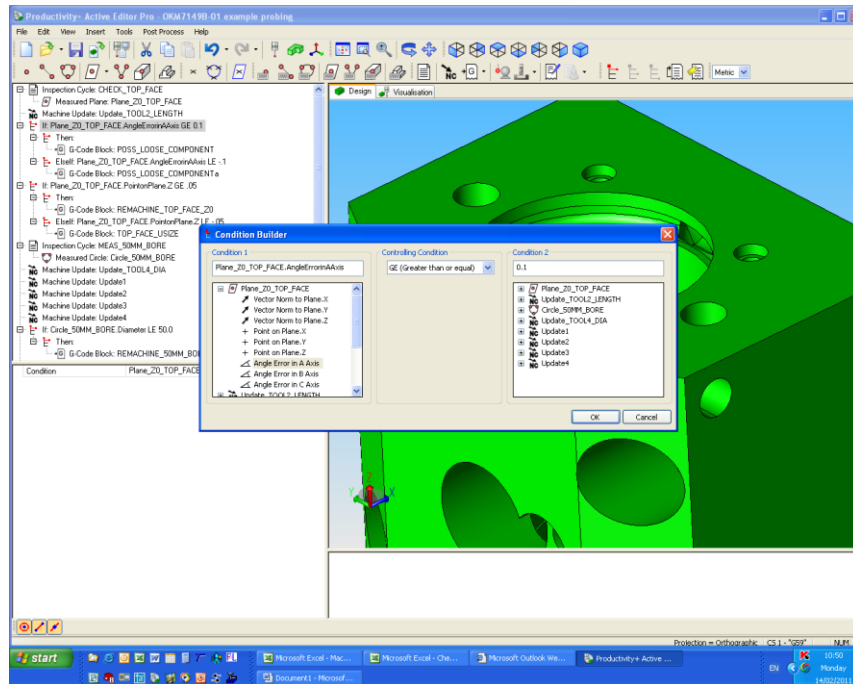 Productivity+ Active Editor Pro - OKM7149B-01 example probing
File Edit View Insert Tools Post Process Help
NC G Metric
Inspection Cycle: CHECK_TOP_FACE
Measured Plane: Plane_Z0_TOP_FACE
Machine Update: Update_TOOL2_LENGTH
If: Plane_Z0_TOP_FACE.AngleErrorinAAxis GE 0.1
Then:
G-Code Block: POSS_LOOSE_COMPONENT
ElseIf: Plane_Z0_TOP_FACE.AngleErrorinAAxis LE -.1
G-Code Block: POSS_LOOSE_COMPONENTa
If: Plane_Z0_TOP_FACE.PointonPlane.Z GE .05
Then:
G-Code Block: REMACHINE_TOP_FACE_Z0
ElseIf: Plane_Z0_TOP_FACE.PointonPlane.Z LE -.05
G-Code Block: TOP_FACE_USIZE
Inspection Cycle: MEAS_50MM_BORE
Measured Circle: Circle_50MM_BORE
Machine Update: Update_TOOL4_DIA
Machine Update: Update1
Machine Update: Update2
Machine Update: Update3
Machine Update: Update4
If: Circle_50MM_BORE.Diameter LE 50.0
Then:
G-Code Block: REMACHINE_50MM_BO
Condition Plane_Z0_TOP_FACE
Design Visualisation
Condition Builder
Condition 1
Plane_Z0_TOP_FACE.AngleErrorinAAxis
Plane_Z0_TOP_FACE
Vector Norm to Plane.X
Vector Norm to Plane.Y
Vector Norm to Plane.Z
Point on Plane.X
Point on Plane.Y
Point on Plane.Z
Angle Error in A Axis
Angle Error in B Axis
Angle Error in C Axis
Update_TOOL2_LENGTH
Controlling Condition
GE (Greater than or equal)
Condition 2
0.1
Plane_Z0_TOP_FACE
Update_TOOL2_LENGTH
Circle_50MM_BORE
Update_TOOL4_DIA
Update1
Update2
Update3
Update4
OK Cancel
Z
Y X
Projection = Orthographic CS 1 - "G59" NUM
start Microsoft Excel - Mac... Microsoft Excel - Che... Microsoft Outlook We... Productivity+ Active ... 10:50
EN Monday
Document1 - Microsof... 14/02/2011